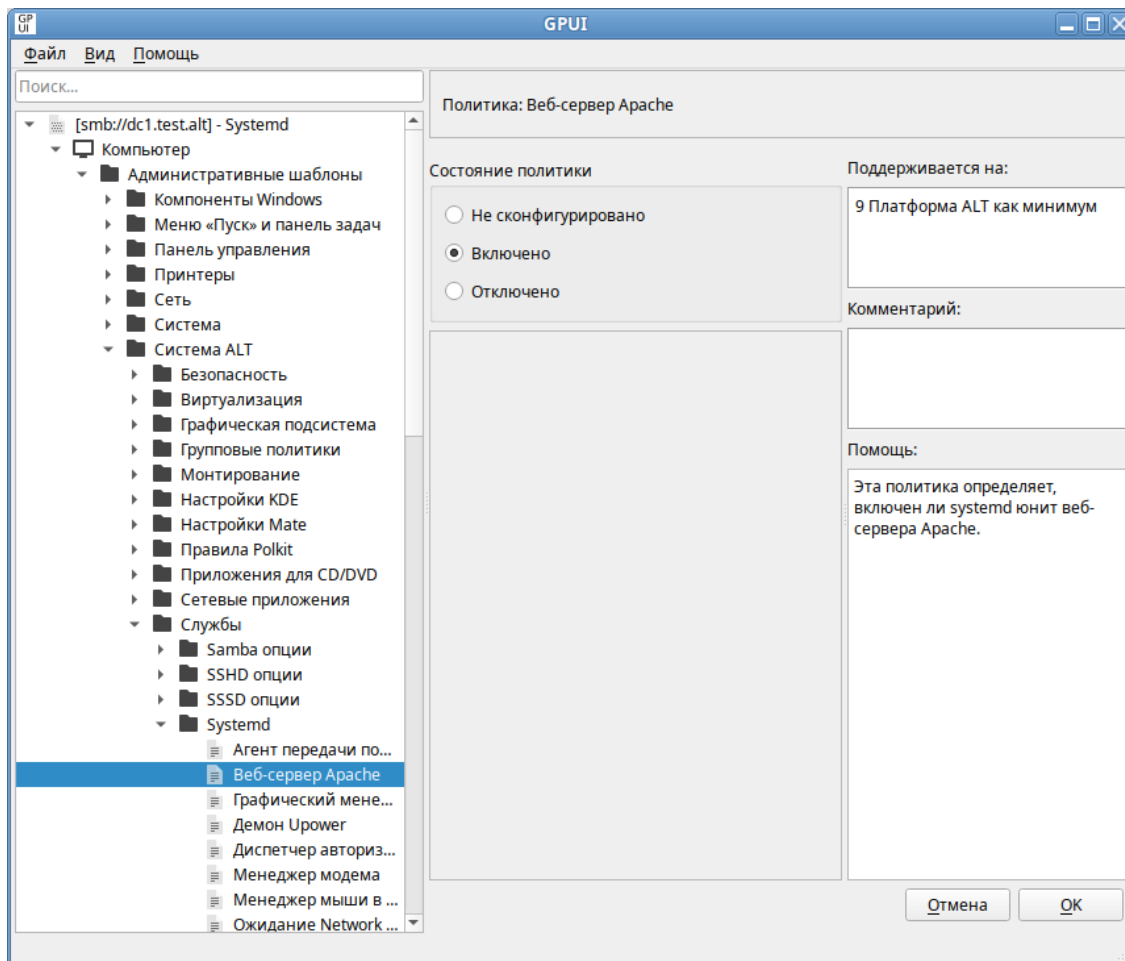 GPUI
GPUI
Файл Вид Помощь
Поиск...
[smb://dc1.test.alt] - Systemd
Компьютер
Административные шаблоны
Компоненты Windows
Меню «Пуск» и панель задач
Панель управления
Принтеры
Сеть
Система
Система ALT
Безопасность
Виртуализация
Графическая подсистема
Групповые политики
Монтирование
Настройки KDE
Настройки Mate
Правила Polkit
Приложения для CD/DVD
Сетевые приложения
Службы
Samba опции
SSHD опции
SSSD опции
Systemd
Агент передачи по...
Веб-сервер Apache
Графический мене...
Демон Upower
Диспетчер авториз...
Менеджер модема
Менеджер мыши в ...
Ожидание Network ...
Политика: Веб-сервер Apache
Состояние политики
Не сконфигурировано
Включено
Отключено
Поддерживается на:
9 Платформа ALT как минимум
Комментарий:
Помощь:
Эта политика определяет,
включен ли systemd юнит веб-
сервера Apache.
Отмена
OK